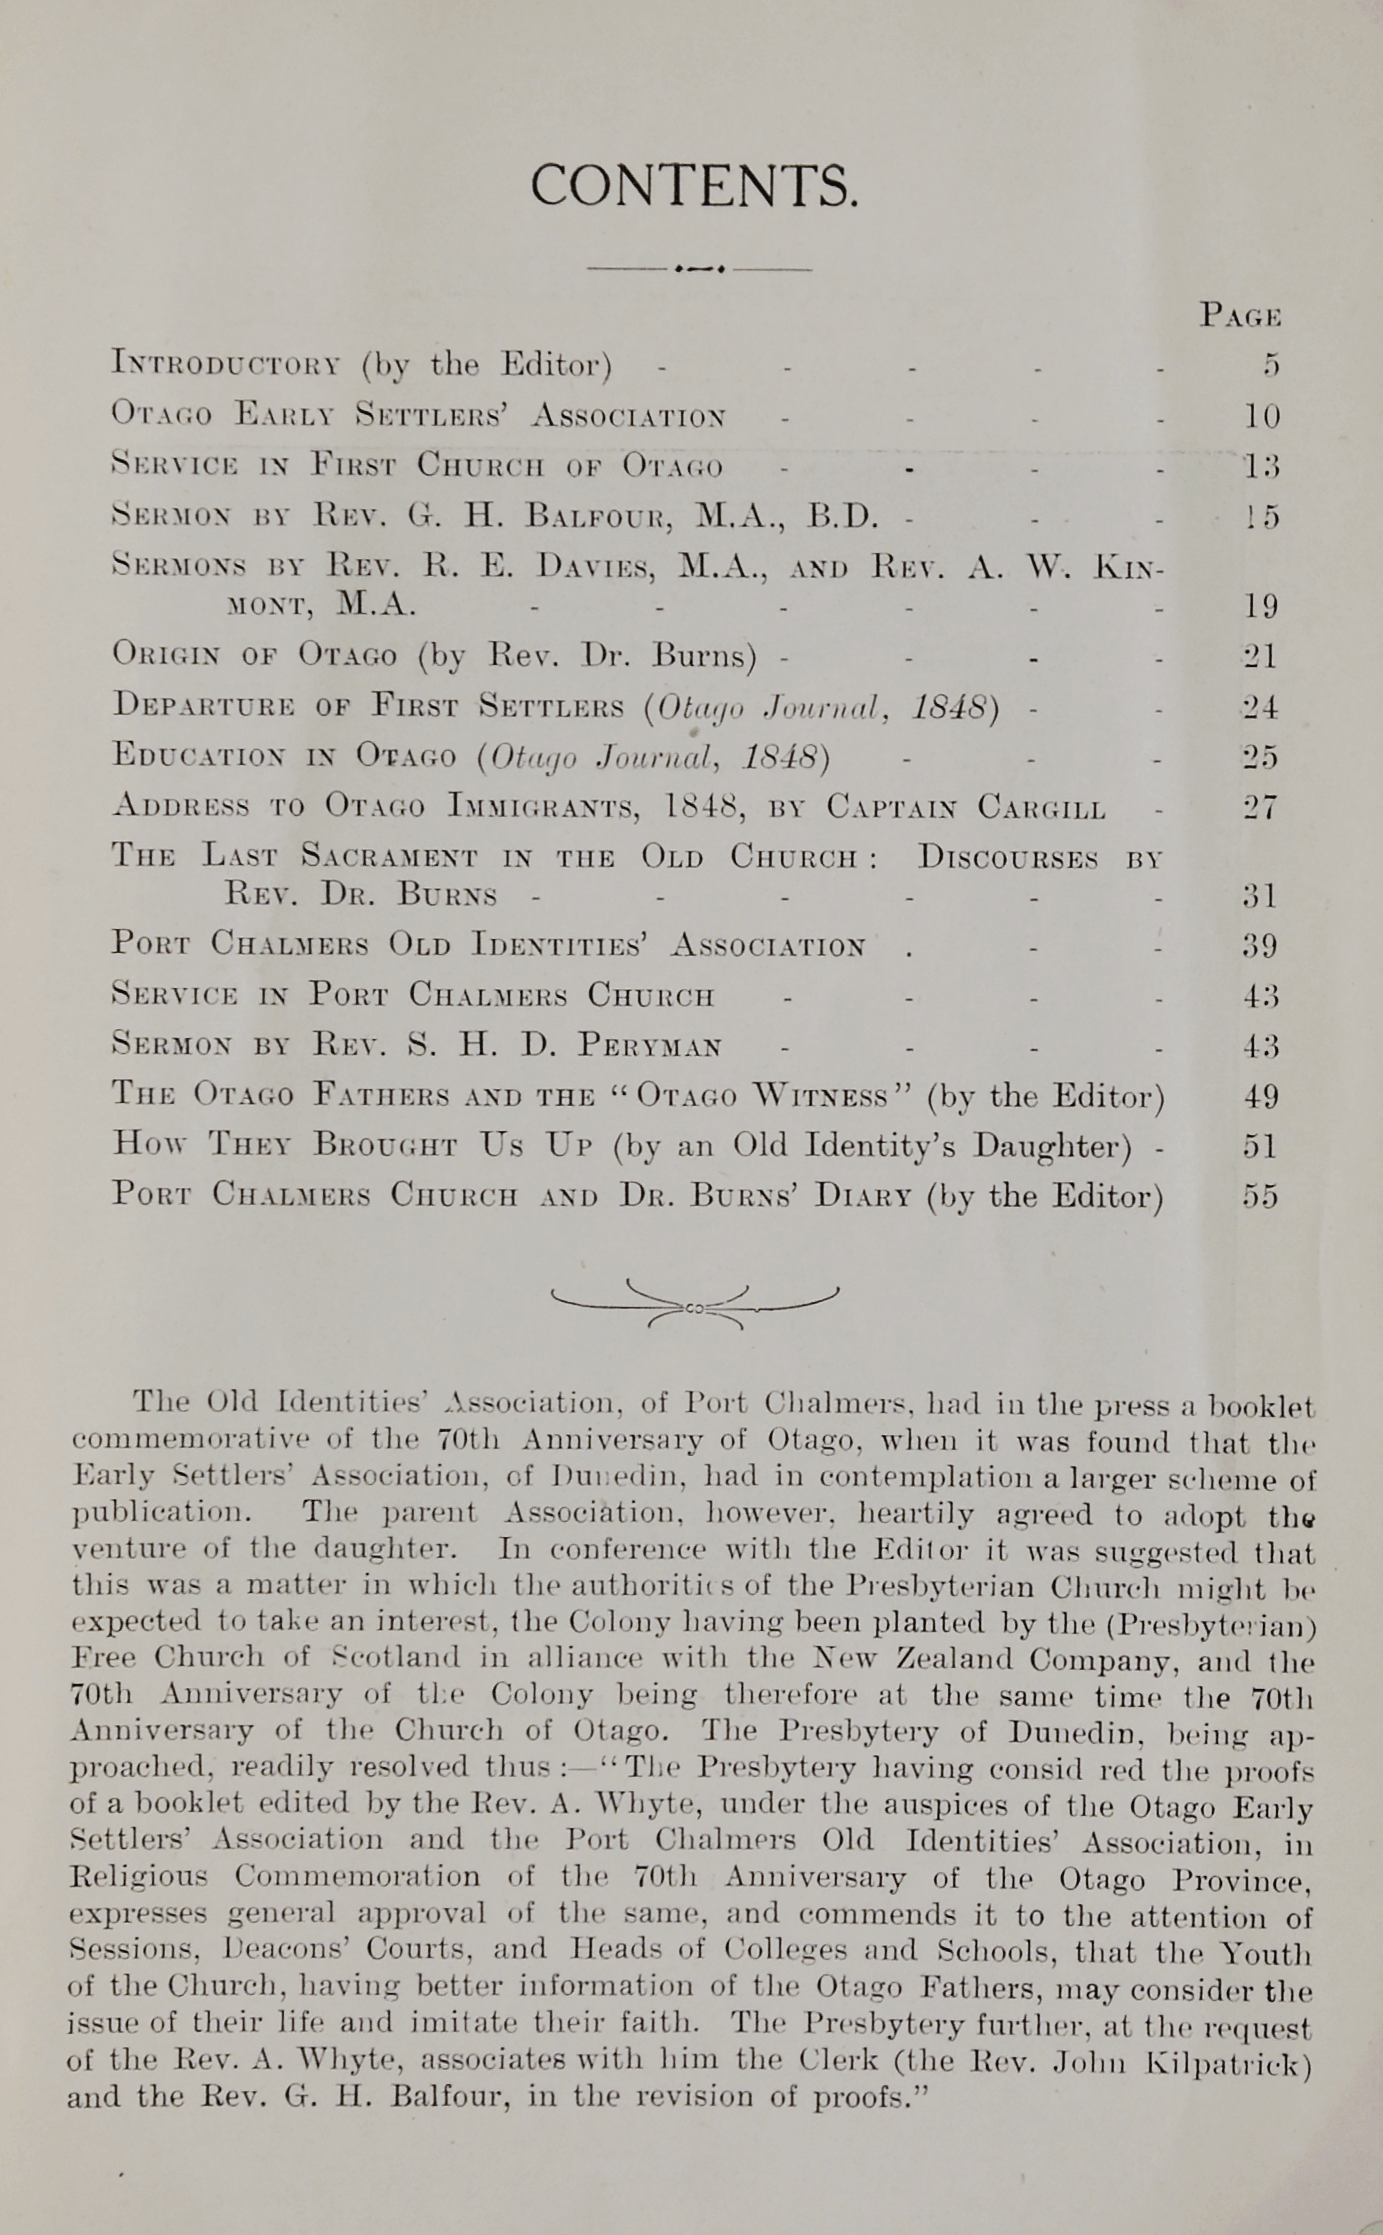 CONTENTS.
PAGE
INTRODUCTORY (by the Editor) - - - - - 5
OTAGO EARLY SETTLERS' ASSOCIATION - - - - 10
SERVICE IN FIRST CHURCH OF OTAGO - - - - 13
SERMON BY REV. G. H. BALFOUR, M.A., B.D. - - - 15
SERMONS BY REV. R. E. DAVIES, M.A., AND REV. A. W. KIN-
MONT, M.A. - - - - - - 19
ORIGIN OF OTAGO (by Rev. Dr. Burns) - - - - 21
DEPARTURE OF FIRST SETTLERS (Otago Journal, 1848) - - 24
EDUCATION IN OTAGO (Otago Journal, 1848) - - - 25
ADDRESS TO OTAGO IMMIGRANTS, 1848, BY CAPTAIN CARGILL - 27
THE LAST SACRAMENT IN THE OLD CHURCH: DISCOURSES BY
REV. DR. BURNS - - - - - - 31
PORT CHALMERS OLD IDENTITIES' ASSOCIATION . - - 39
SERVICE IN PORT CHALMERS CHURCH - - - - 43
SERMON BY REV. S. H. D. PERYMAN - - - - 43
THE OTAGO FATHERS AND THE "OTAGO WITNESS" (by the Editor) 49
HOW THEY BROUGHT US UP (by an Old Identity's Daughter) - 51
PORT CHALMERS CHURCH AND DR. BURNS' DIARY (by the Editor) 55
The Old Identities' Association, of Port Chalmers, had in the press a booklet
commemorative of the 70th Anniversary of Otago, when it was found that the
Early Settlers' Association, of Dunedin, had in contemplation a larger scheme of
publication. The parent Association, however, heartily agreed to adopt the
venture of the daughter. In conference with the Editor it was suggested that
this was a matter in which the authorities of the Presbyterian Church might be
expected to take an interest, the Colony having been planted by the (Presbyterian)
Free Church of Scotland in alliance with the New Zealand Company, and the
70th Anniversary of the Colony being therefore at the same time the 70th
Anniversary of the Church of Otago. The Presbytery of Dunedin, being ap-
proached, readily resolved thus:—"The Presbytery having consid red the proofs
of a booklet edited by the Rev. A. Whyte, under the auspices of the Otago Early
Settlers' Association and the Port Chalmers Old Identities' Association, in
Religious Commemoration of the 70th Anniversary of the Otago Province,
expresses general approval of the same, and commends it to the attention of
Sessions, Deacons' Courts, and Heads of Colleges and Schools, that the Youth
of the Church, having better information of the Otago Fathers, may consider the
issue of their life and imitate their faith. The Presbytery further, at the request
of the Rev. A. Whyte, associates with him the Clerk (the Rev. John Kilpatrick)
and the Rev. G. H. Balfour, in the revision of proofs."